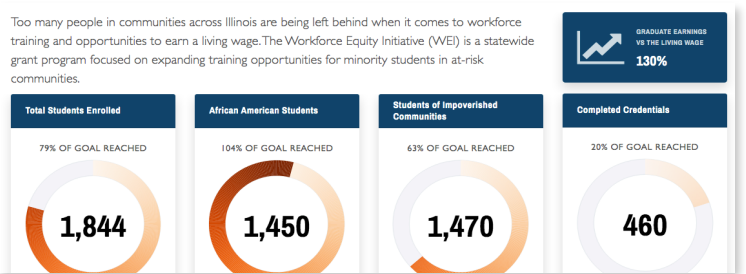 Too many people in communities across Illinois are being left behind when it comes to workforce
training and opportunities to earn a living wage. The Workforce Equity Initiative (WEI) is a statewide
grant program focused on expanding training opportunities for minority students in at-risk
communities.
GRADUATE EARNINGS
VS THE LIVING WAGE
130%
Total Students Enrolled
79% OF GOAL REACHED
1,844
African American Students
104% OF GOAL REACHED
1,450
Students of Impoverished
Communities
63% OF GOAL REACHED
1,470
Completed Credentials
20% OF GOAL REACHED
460